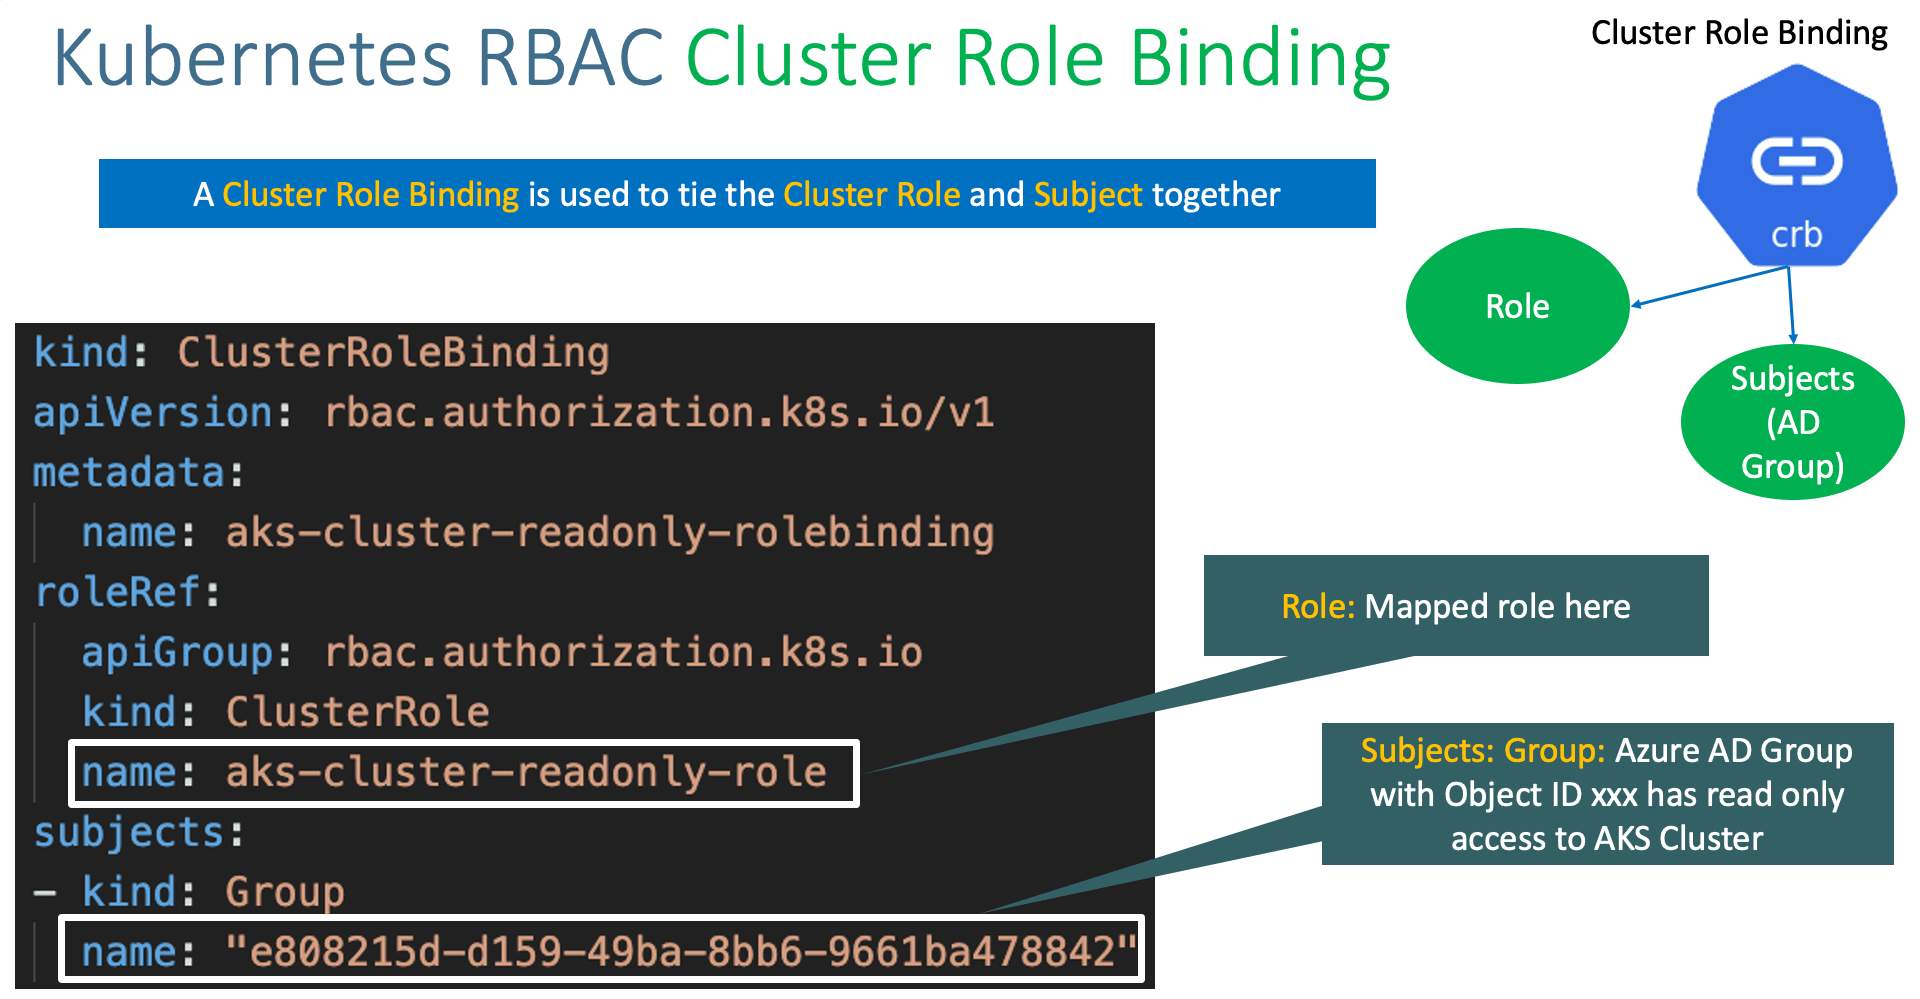 Kubernetes RBAC Cluster Role Binding
Cluster Role Binding
A Cluster Role Binding is used to tie the Cluster Role and Subject together
crb
Role
Subjects
(AD
Group)
kind: ClusterRoleBinding
apiVersion: rbac.authorization.k8s.io/v1
metadata:
  name: aks-cluster-readonly-rolebinding
roleRef:
  apiGroup: rbac.authorization.k8s.io
  kind: ClusterRole
  name: aks-cluster-readonly-role
subjects:
- kind: Group
  name: "e808215d-d159-49ba-8bb6-9661ba478842"
Role: Mapped role here
Subjects: Group: Azure AD Group
with Object ID xxx has read only
access to AKS Cluster